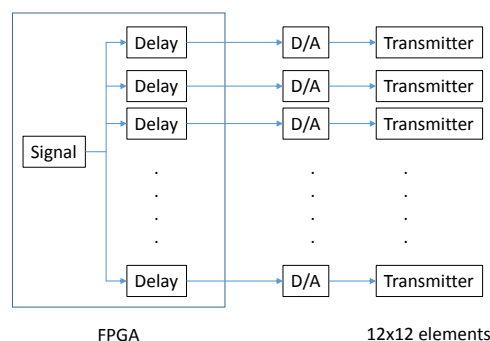 Delay D/A Transmitter
Delay D/A Transmitter
Delay D/A Transmitter
Signal
. . .
. . .
. . .
. . .
Delay D/A Transmitter
FPGA 12x12 elements